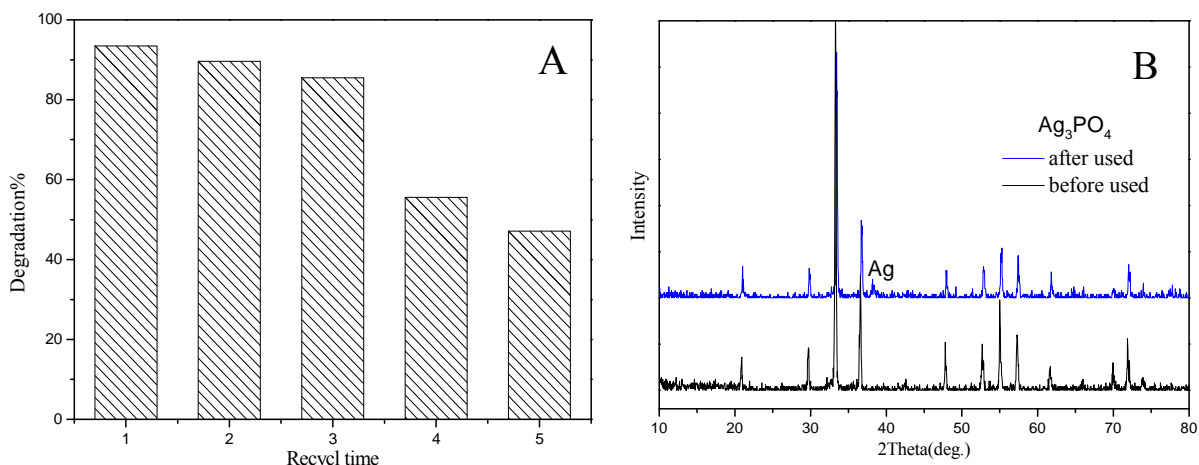 100
80
60
40
20
0
Degradation%
A
1 2 3 4 5
Recycl time
B
Ag₃PO₄
after used
before used
Ag
Intensity
10 20 30 40 50 60 70 80
2Theta(deg.)